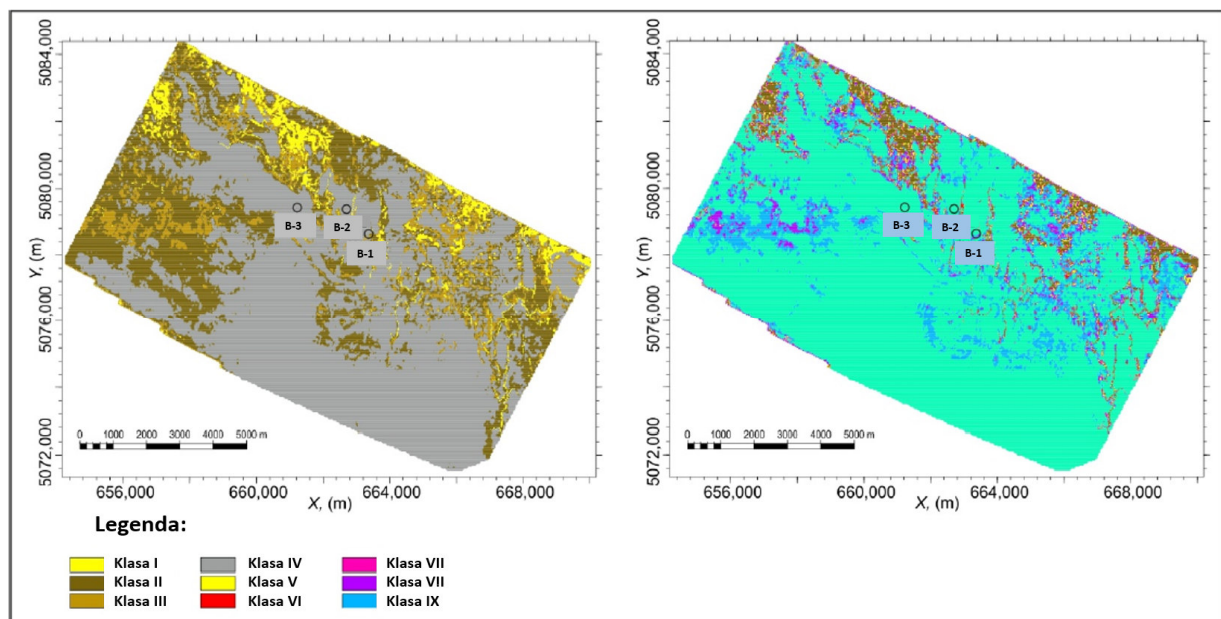 5084,000
5080,000
5076,000
5072,000
Y, (m)
B-3
B-2
B-1
0 1000 2000 3000 4000 5000 m
656,000 660,000 664,000 668,000
X, (m)
5084,000
5080,000
5076,000
5072,000
Y, (m)
B-3
B-2
B-1
0 1000 2000 3000 4000 5000 m
656,000 660,000 664,000 668,000
X, (m)
Legenda:
Klasa I Klasa IV Klasa VII
Klasa II Klasa V Klasa VII
Klasa III Klasa VI Klasa IX